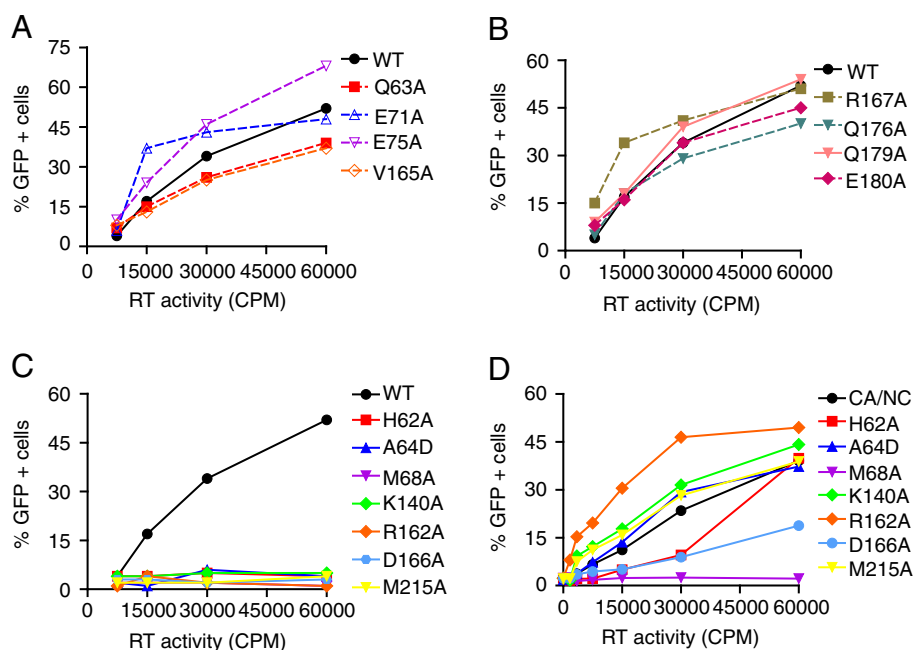 A
75
60
45
30
15
0
% GFP + cells
0 15000 30000 45000 60000
RT activity (CPM)
WT
Q63A
E71A
E75A
V165A
B
60
45
30
15
0
% GFP + cells
0 15000 30000 45000 60000
RT activity (CPM)
WT
R167A
Q176A
Q179A
E180A
C
60
45
30
15
0
% GFP + cells
0 15000 30000 45000 60000
RT activity (CPM)
WT
H62A
A64D
M68A
K140A
R162A
D166A
M215A
D
60
45
30
15
0
% GFP + cells
0 15000 30000 45000 60000
RT activity (CPM)
CA/NC
H62A
A64D
M68A
K140A
R162A
D166A
M215A